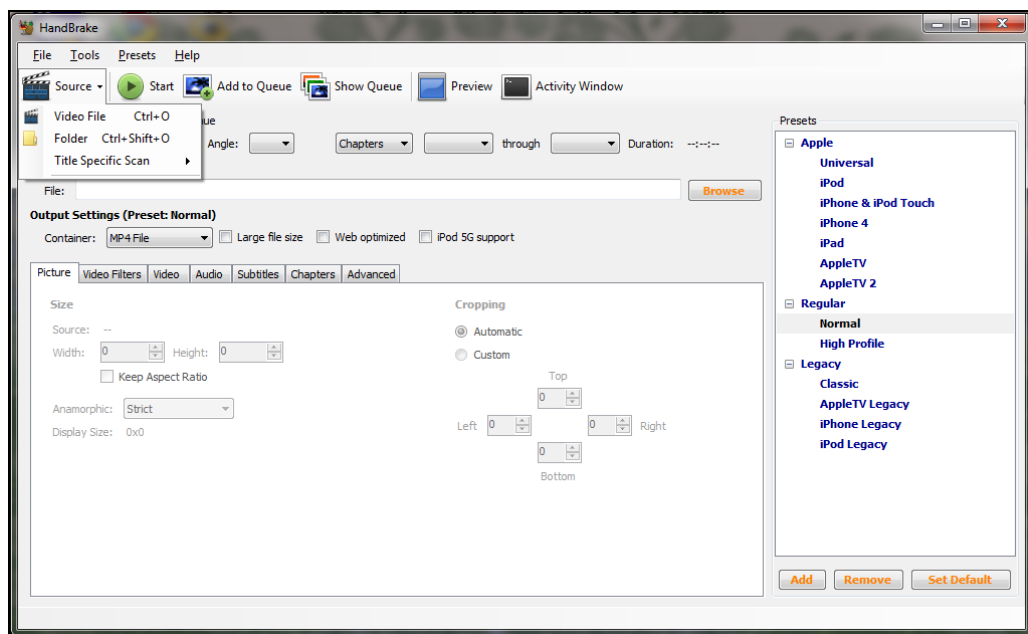 HandBrake
File Tools Presets Help
Source Start Add to Queue Show Queue Preview Activity Window
Video File Ctrl+O
Folder Ctrl+Shift+O
Title Specific Scan
Angle: Chapters through Duration: --:--:--
File: Browse
Output Settings (Preset: Normal)
Container: MP4 File Large file size Web optimized iPod 5G support
Picture Video Filters Video Audio Subtitles Chapters Advanced
Size
Source: --
Width: 0 Height: 0
Keep Aspect Ratio
Anamorphic: Strict
Display Size: 0x0
Cropping
Automatic
Custom
Top
0
Left 0 0 Right
0
Bottom
Presets
Apple
Universal
iPod
iPhone & iPod Touch
iPhone 4
iPad
AppleTV
AppleTV 2
Regular
Normal
High Profile
Legacy
Classic
AppleTV Legacy
iPhone Legacy
iPod Legacy
Add Remove Set Default